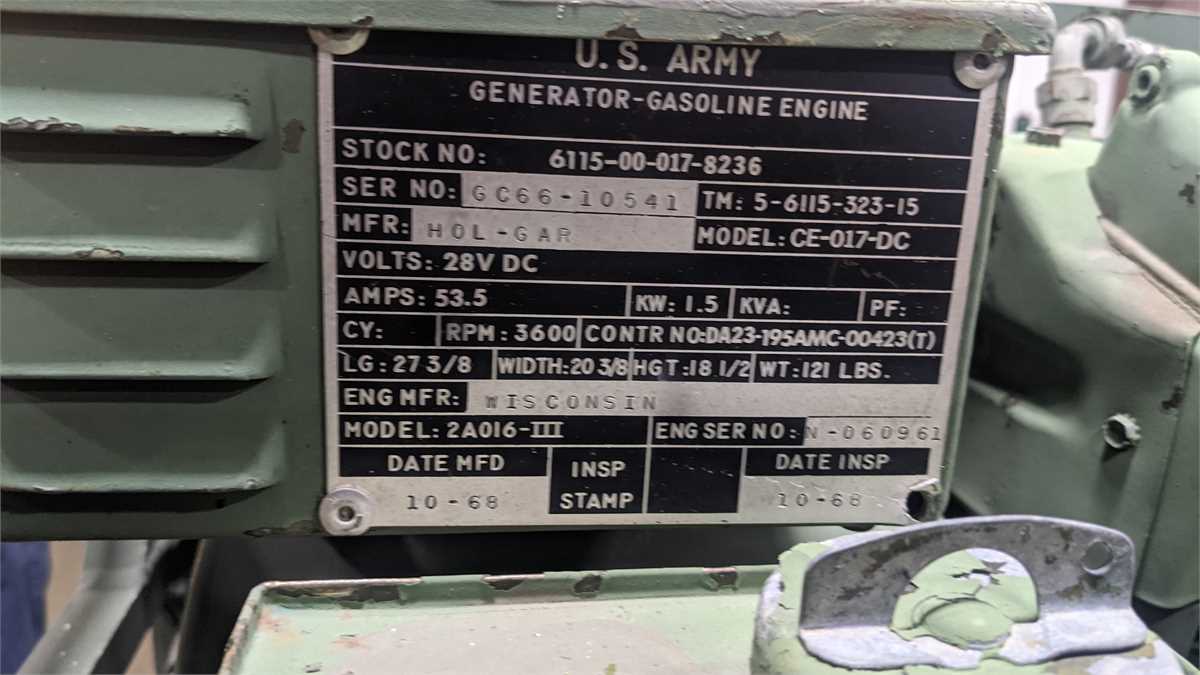 U.S. ARMY
GENERATOR-GASOLINE ENGINE
STOCK NO: 6115-00-017-8236
SER NO: GC66-10541 TM: 5-6115-323-15
MFR: HOL-GAR MODEL: CE-017-DC
VOLTS: 28V DC
AMPS: 53.5 KW: 1.5 KVA: PF:
CY: RPM: 3600 CONTR NO: DA23-195AMC-00423(T)
LG: 27 3/8 WIDTH: 20 3/8 HGT: 18 1/2 WT: 121 LBS.
ENG MFR: WISCONSIN
MODEL: 2A016-III ENG SER NO: N-060961
DATE MFD INSP STAMP DATE INSP
10-68 10-68